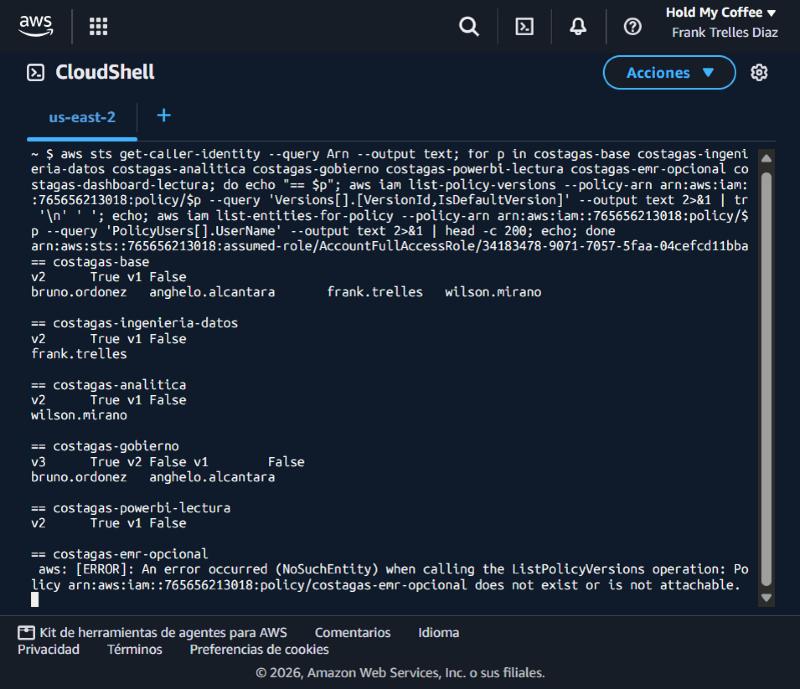 aws
Hold My Coffee
Frank Trelles Diaz
CloudShell
Acciones
us-east-2
+
~ $ aws sts get-caller-identity --query Arn --output text; for p in costagas-base costagas-ingeni
eria-datos costagas-analitica costagas-gobierno costagas-powerbi-lectura costagas-emr-opcional co
stagas-dashboard-lectura; do echo "== $p"; aws iam list-policy-versions --policy-arn arn:aws:iam:
:765656213018:policy/$p --query 'Versions[].[VersionId,IsDefaultVersion]' --output text 2>&1 | tr
 '\n' ' '; echo; aws iam list-entities-for-policy --policy-arn arn:aws:iam::765656213018:policy/$
p --query 'PolicyUsers[].UserName' --output text 2>&1 | head -c 200; echo; done
arn:aws:sts::765656213018:assumed-role/AccountFullAccessRole/34183478-9071-7057-5faa-04cefcd11bba
== costagas-base
v2      True v1 False
bruno.ordonez   anghelo.alcantara       frank.trelles   wilson.mirano
== costagas-ingenieria-datos
v2      True v1 False
frank.trelles
== costagas-analitica
v2      True v1 False
wilson.mirano
== costagas-gobierno
v3      True v2 False v1       False
bruno.ordonez   anghelo.alcantara
== costagas-powerbi-lectura
v2      True v1 False
== costagas-emr-opcional
 aws: [ERROR]: An error occurred (NoSuchEntity) when calling the ListPolicyVersions operation: Po
licy arn:aws:iam::765656213018:policy/costagas-emr-opcional does not exist or is not attachable.
Kit de herramientas de agentes para AWS
Comentarios
Idioma
Privacidad
Términos
Preferencias de cookies
© 2026, Amazon Web Services, Inc. o sus filiales.